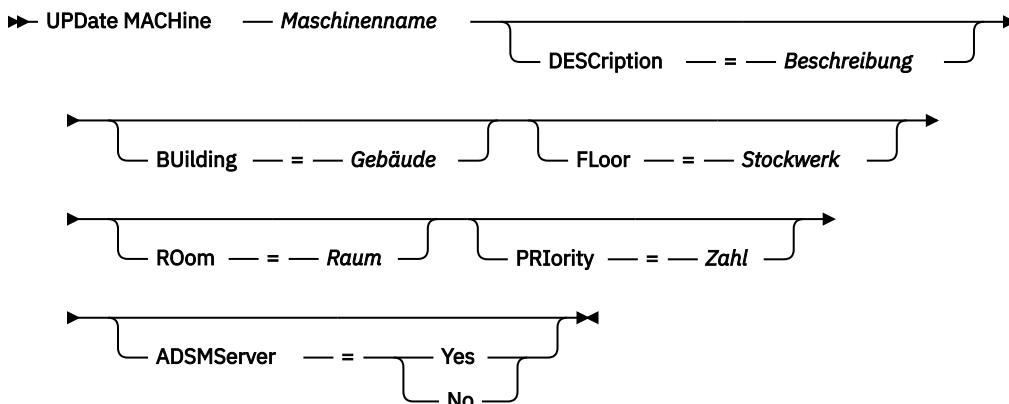 UPDate MACHine Maschinenname
DESCription = Beschreibung
BUilding = Gebäude FLoor = Stockwerk
ROom = Raum PRIority = Zahl
ADSMServer = Yes
No